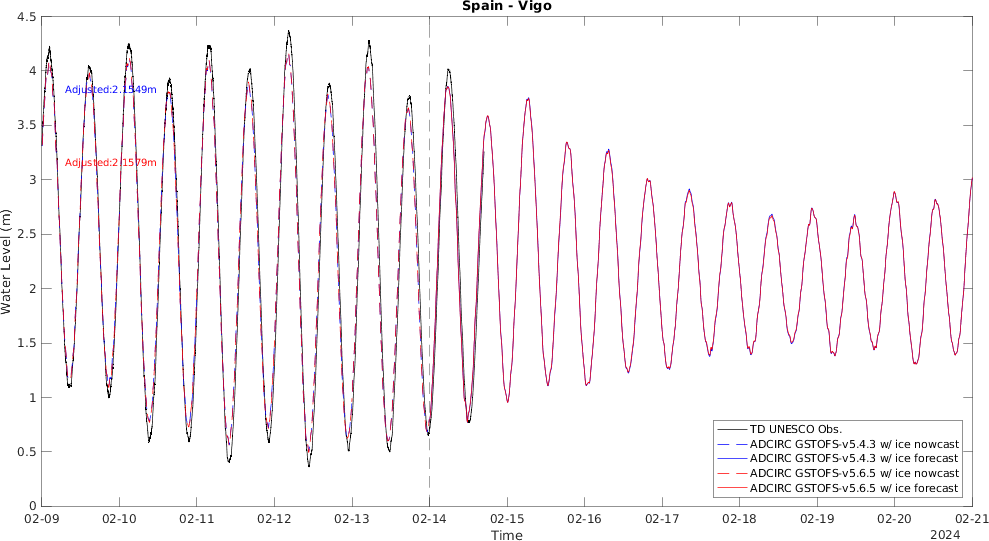 Spain - Vigo
4.5
4
3.5
3
2.5
2
1.5
1
0.5
0
Water Level (m)
Adjusted:2.1549m
Adjusted:2.1579m
TD UNESCO Obs.
ADCIRC GSTOFS-v5.4.3 w/ ice nowcast
ADCIRC GSTOFS-v5.4.3 w/ ice forecast
ADCIRC GSTOFS-v5.6.5 w/ ice nowcast
ADCIRC GSTOFS-v5.6.5 w/ ice forecast
02-09 02-10 02-11 02-12 02-13 02-14 02-15 02-16 02-17 02-18 02-19 02-20 02-21
Time
2024